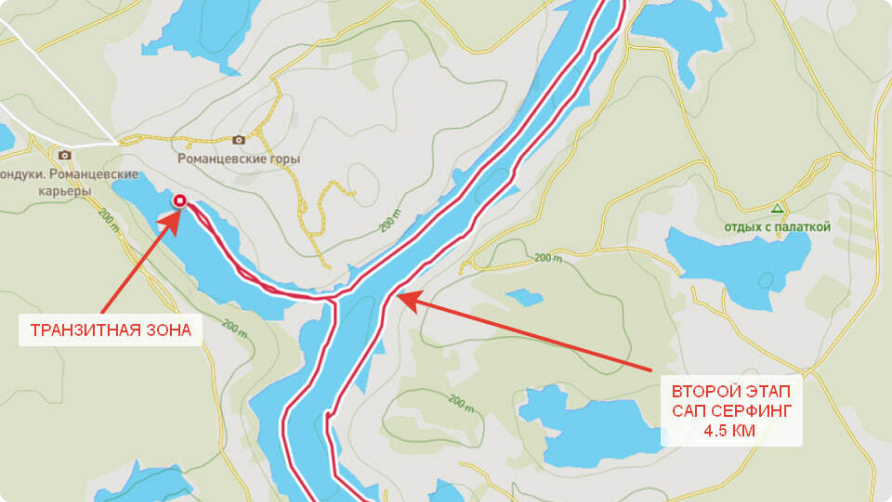 Романцевские горы
ондуки. Романцевские
карьеры
200 m
200 m
отдых с палаткой
200 m
ТРАНЗИТНАЯ ЗОНА
200 m
ВТОРОЙ ЭТАП
САП СЕРФИНГ
4.5 КМ
200 m